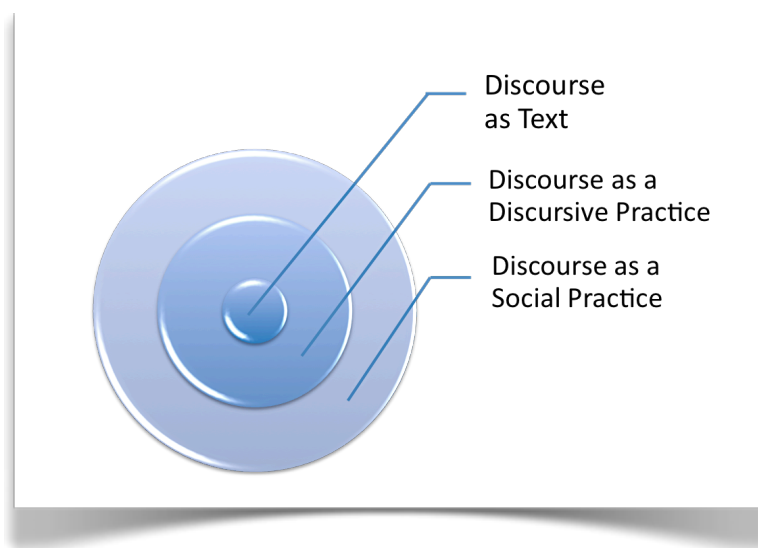 Discourse
as Text
Discourse as a
Discursive Practice
Discourse as a
Social Practice